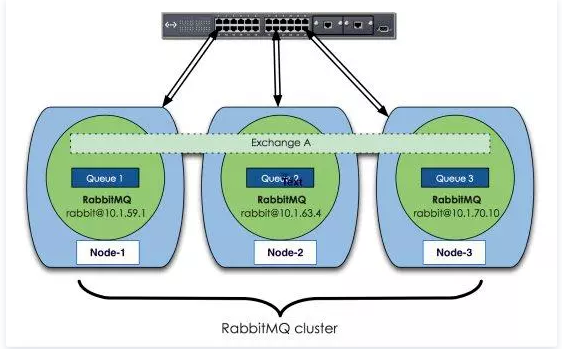 Exchange A
Queue 1
Queue 2
Text
Queue 3
RabbitMQ
rabbit@10.1.59.1
RabbitMQ
rabbit@10.1.63.4
RabbitMQ
rabbit@10.1.70.10
Node-1
Node-2
Node-3
RabbitMQ cluster